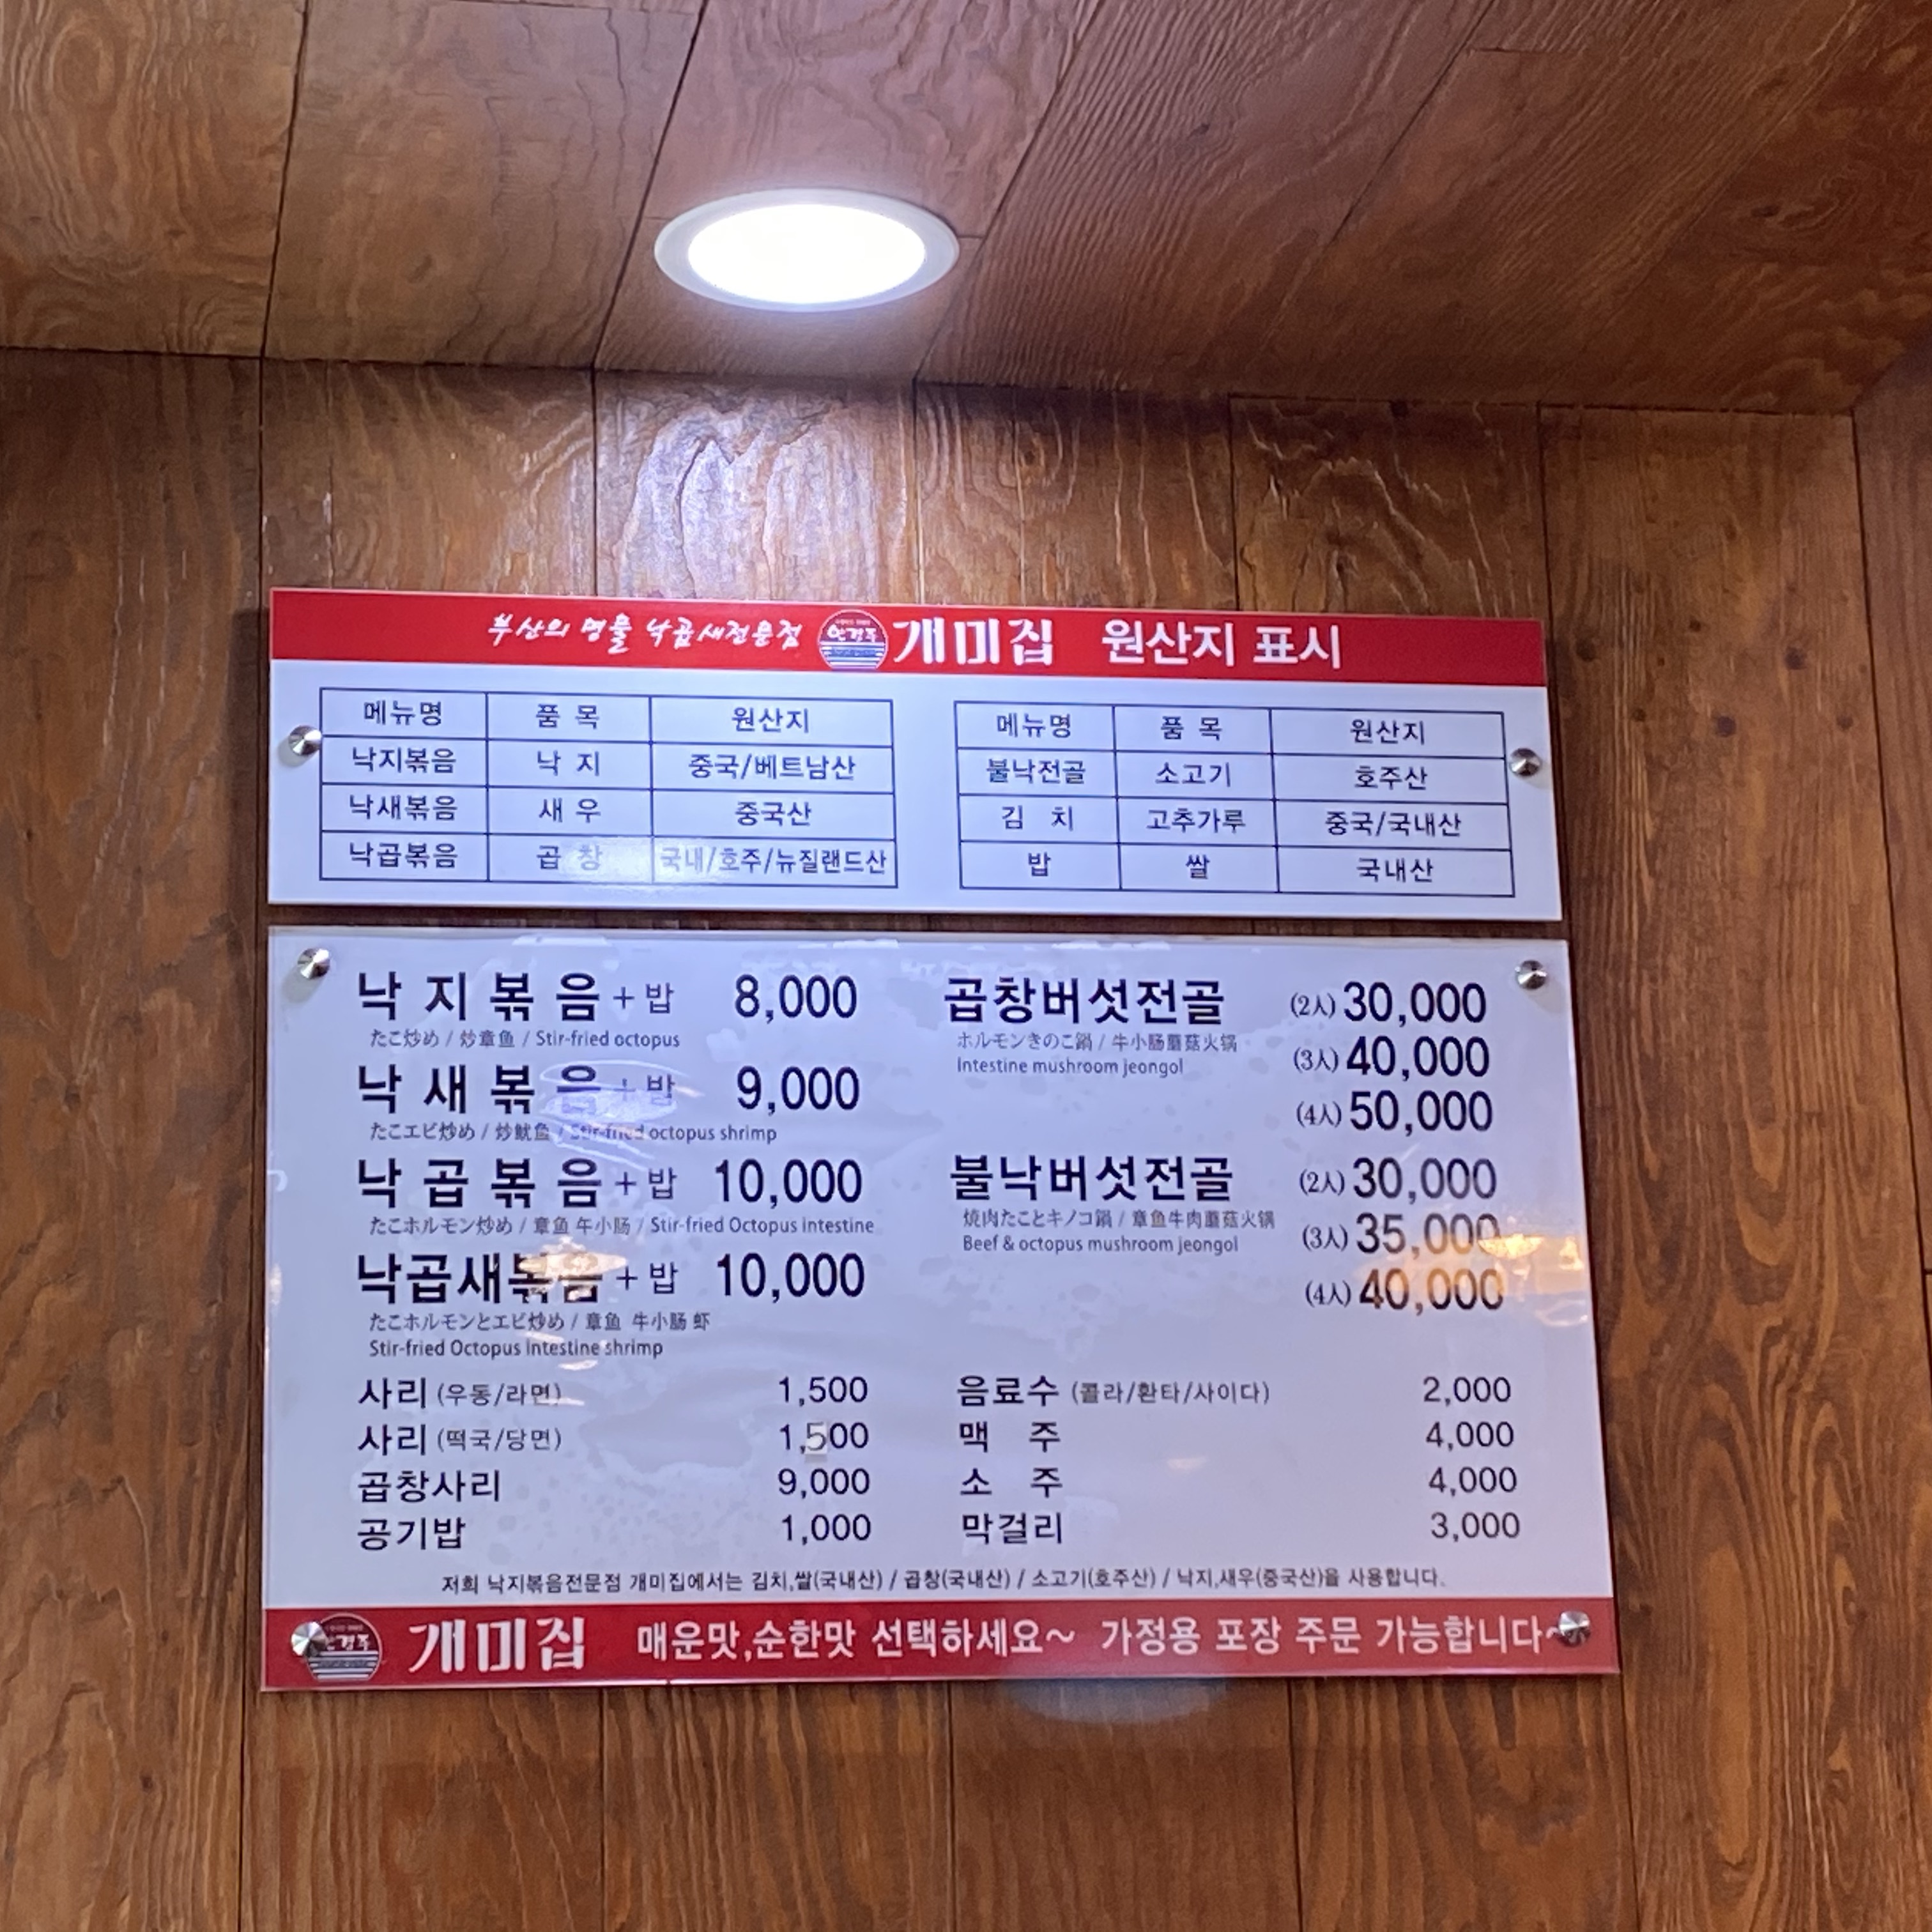 부산의 명물 낙곱새전문점 개미집 원산지 표시
메뉴명 품 목 원산지
낙지볶음 낙 지 중국/베트남산
낙새볶음 새 우 중국산
낙곱볶음 곱 창 국내/호주/뉴질랜드산
메뉴명 품 목 원산지
불낙전골 소고기 호주산
김 치 고추가루 중국/국내산
밥 쌀 국내산
낙 지 볶 음 + 밥 8,000
たこ炒め / 炒章鱼 / Stir-fried octopus
낙 새 볶 음 + 밥 9,000
たこエビ炒め / 炒鱿鱼 / Stir-fried octopus shrimp
낙 곱 볶 음 + 밥 10,000
たこホルモン炒め / 章鱼 午小肠 / Stir-fried Octopus intestine
낙곱새볶음 + 밥 10,000
たこホルモンとエビ炒め / 章鱼 牛小肠 虾
Stir-fried Octopus intestine shrimp
곱창버섯전골 (2人) 30,000
ホルモンきのこ鍋 / 牛小肠蘑菇火锅
Intestine mushroom jeongol
(3人) 40,000
(4人) 50,000
불낙버섯전골 (2人) 30,000
焼肉たことキノコ鍋 / 章鱼牛肉蘑菇火锅
Beef & octopus mushroom jeongol
(3人) 35,000
(4人) 40,000
사리 (우동/라면) 1,500
사리 (떡국/당면) 1,500
곱창사리 9,000
공기밥 1,000
음료수 (콜라/환타/사이다) 2,000
맥 주 4,000
소 주 4,000
막걸리 3,000
저희 낙지볶음전문점 개미집에서는 김치,쌀(국내산) / 곱창(국내산) / 소고기(호주산) / 낙지,새우(중국산)을 사용합니다.
개미집 매운맛,순한맛 선택하세요~ 가정용 포장 주문 가능합니다~